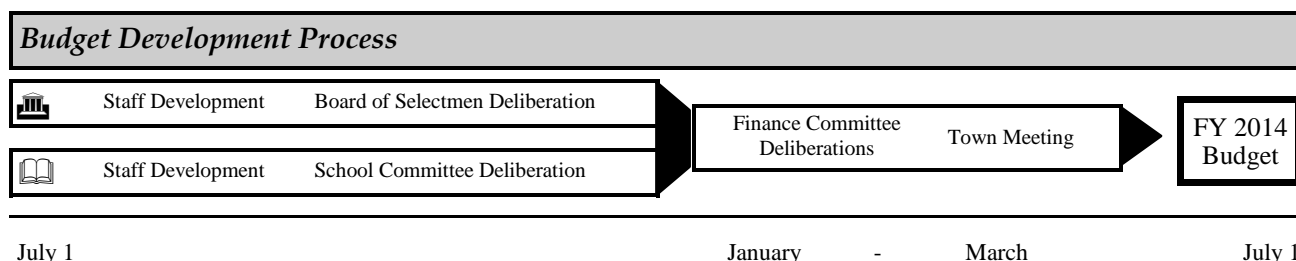 Budget Development Process
Staff Development Board of Selectmen Deliberation
Staff Development School Committee Deliberation
Finance Committee
Deliberations
Town Meeting
FY 2014
Budget
July 1 January - March July 1